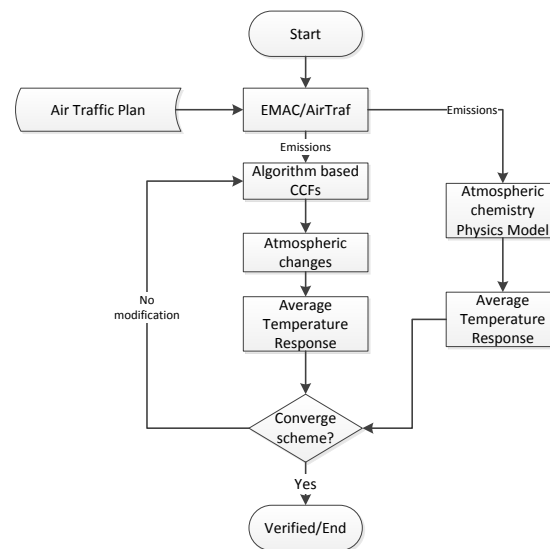 Start
Air Traffic Plan
EMAC/AirTraf
Emissions
Emissions
Algorithm based
CCFs
Atmospheric
chemistry
Physics Model
Atmospheric
changes
No
modification
Average
Temperature
Response
Average
Temperature
Response
Converge
scheme?
Yes
Verified/End